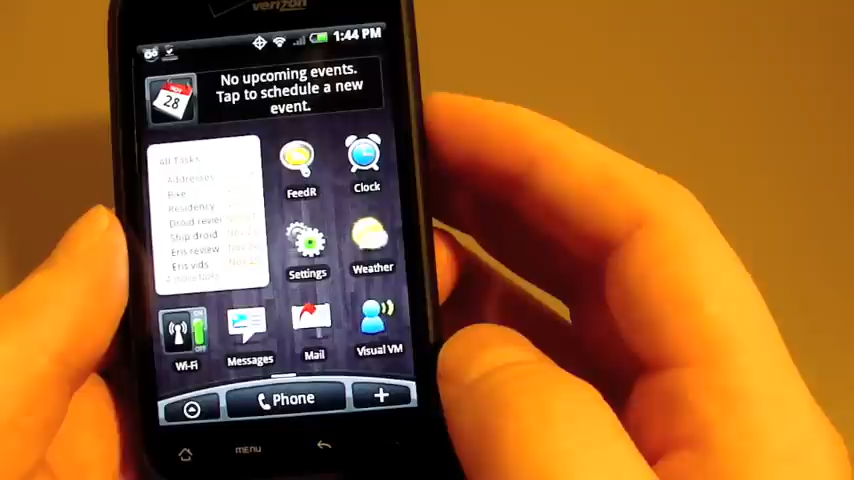 verizon
1:44 PM
No upcoming events.
Tap to schedule a new
event.
NOV
28
All Tasks
Addresses
Bike
Residency
Droid review
Ship droid
Eris review
Eris vids
FeedR
Clock
Settings
Weather
ON
OFF
Wi-Fi
Messages
Mail
Visual VM
Phone
MENU